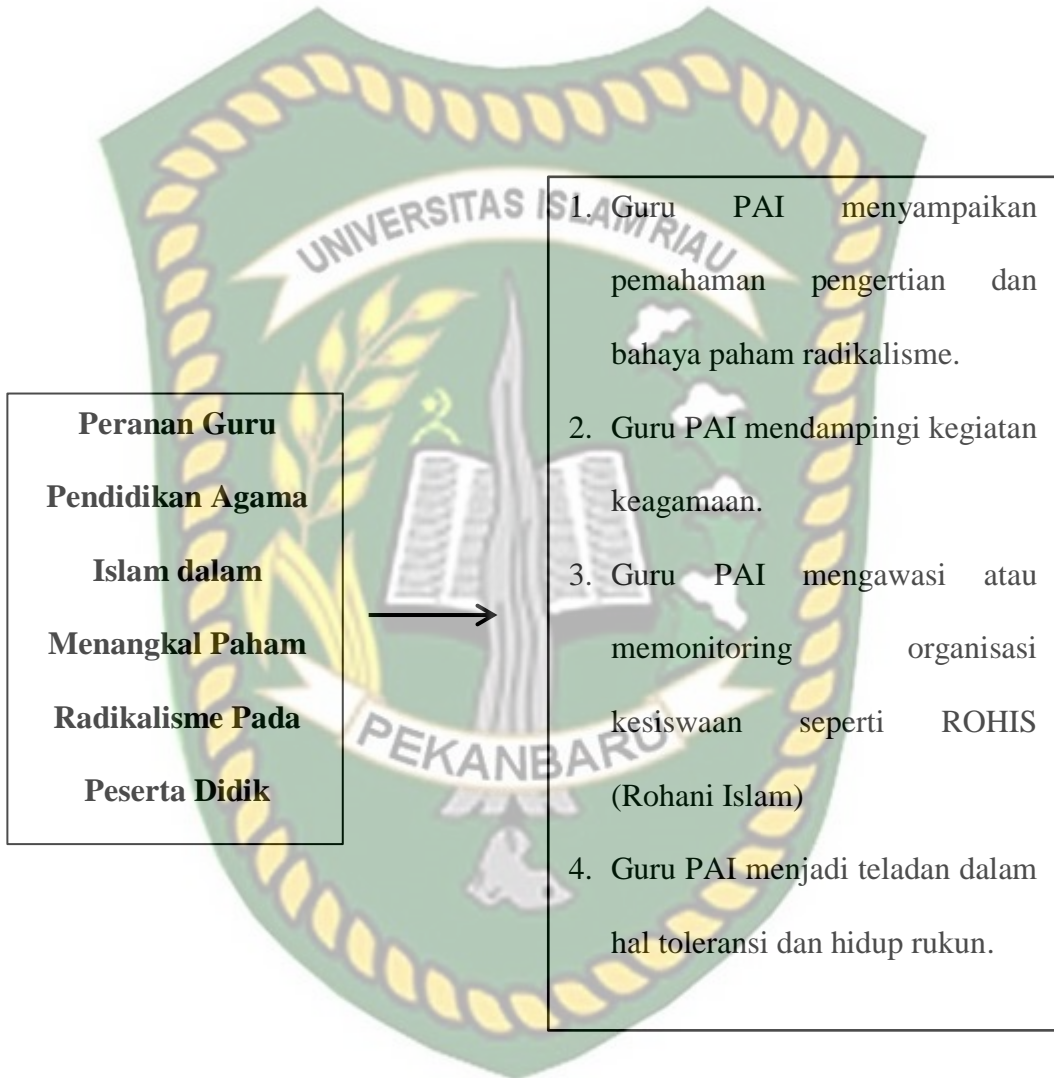 UNIVERSITAS ISLAM RIAU
Peranan Guru
Pendidikan Agama
Islam dalam
Menangkal Paham
Radikalisme Pada
Peserta Didik
1. Guru PAI menyampaikan
pemahaman pengertian dan
bahaya paham radikalisme.
2. Guru PAI mendampingi kegiatan
keagamaan.
3. Guru PAI mengawasi atau
memonitoring organisasi
kesiswaan seperti ROHIS
(Rohani Islam)
4. Guru PAI menjadi teladan dalam
hal toleransi dan hidup rukun.
PEKANBARU